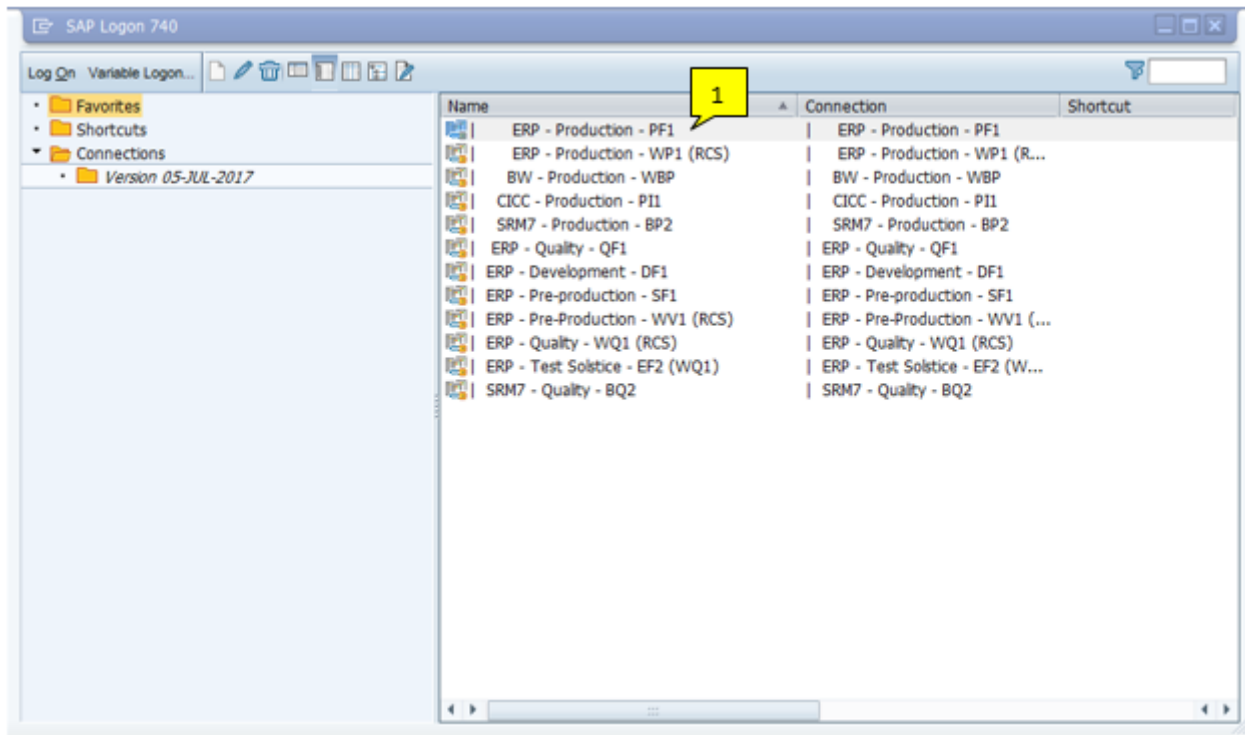 SAP Logon 740
Log On Variable Logon...
Favorites
Shortcuts
Connections
Version 05-JUL-2017
1
Name Connection Shortcut
| ERP - Production - PF1 | ERP - Production - PF1
| ERP - Production - WP1 (RCS) | ERP - Production - WP1 (R...
| BW - Production - WBP | BW - Production - WBP
| CICC - Production - PI1 | CICC - Production - PI1
| SRM7 - Production - BP2 | SRM7 - Production - BP2
| ERP - Quality - QF1 | ERP - Quality - QF1
| ERP - Development - DF1 | ERP - Development - DF1
| ERP - Pre-production - SF1 | ERP - Pre-production - SF1
| ERP - Pre-Production - WV1 (RCS) | ERP - Pre-Production - WV1 (...
| ERP - Quality - WQ1 (RCS) | ERP - Quality - WQ1 (RCS)
| ERP - Test Solstice - EF2 (WQ1) | ERP - Test Solstice - EF2 (W...
| SRM7 - Quality - BQ2 | SRM7 - Quality - BQ2